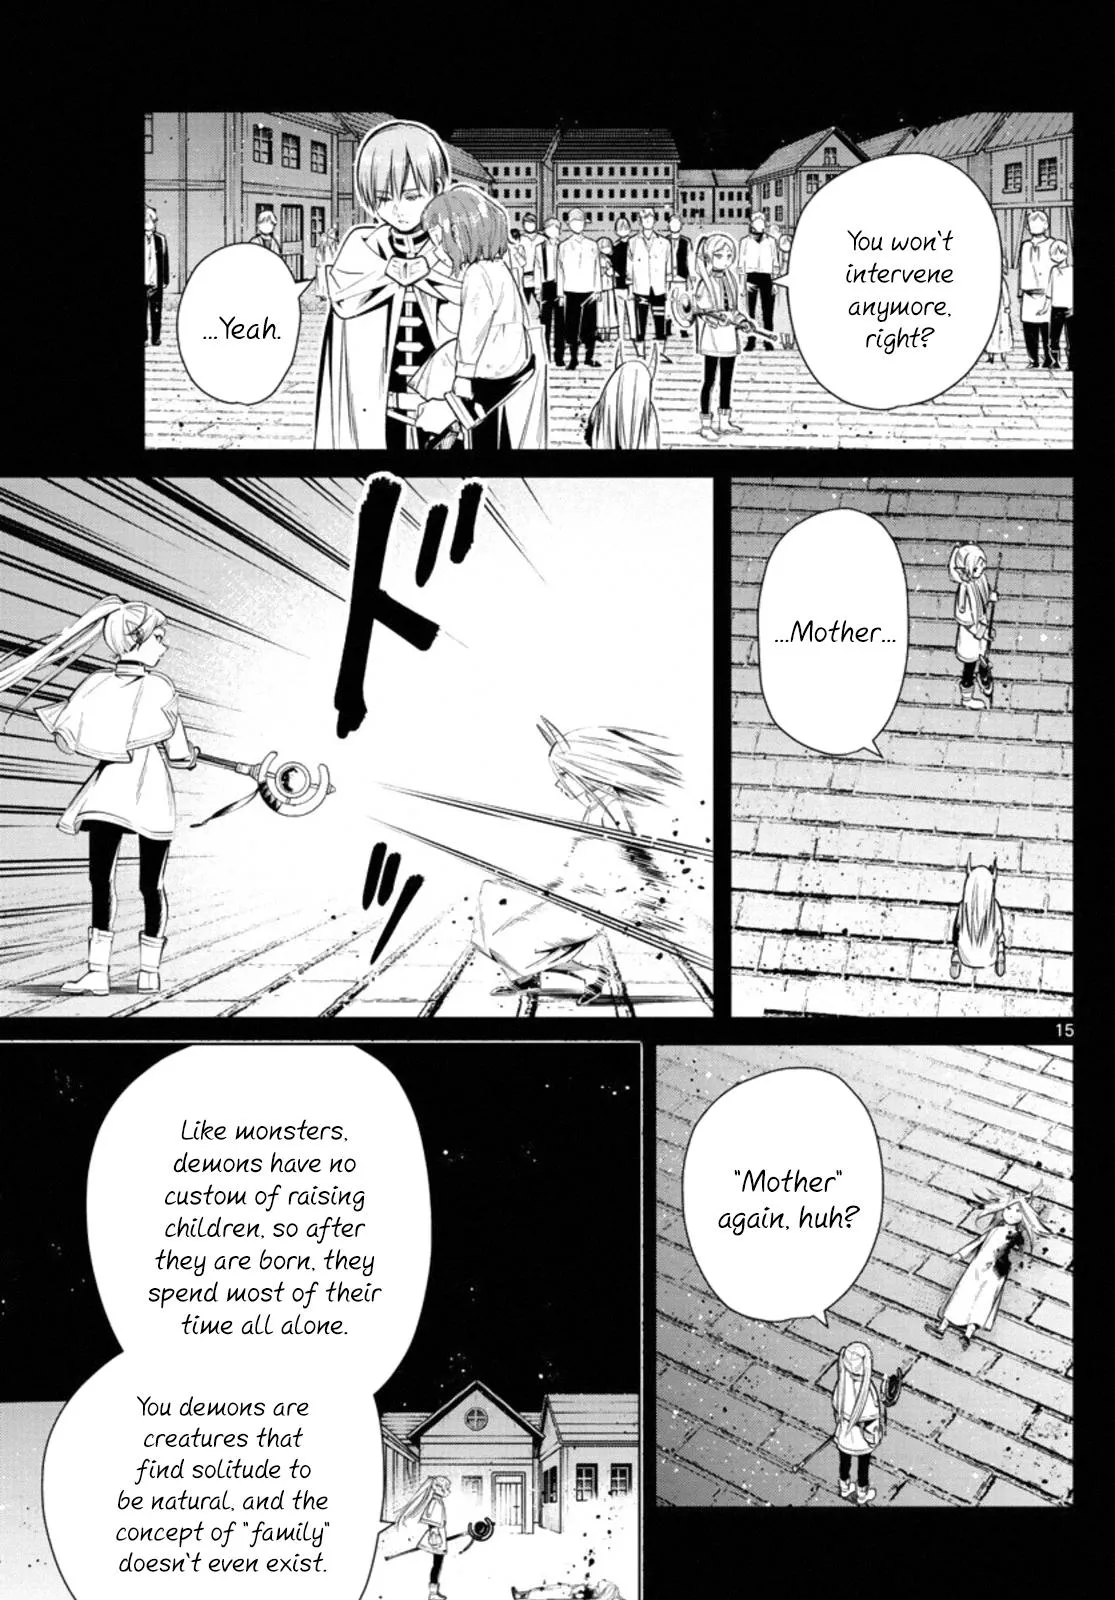 You won't
intervene
anymore,
right?
...Yeah.
...Mother...
ドッ
15
"Mother"
again, huh?
Like monsters,
demons have no
custom of raising
children, so after
they are born, they
spend most of their
time all alone.
You demons are
creatures that
find solitude to
be natural, and the
concept of "family"
doesn't even exist.